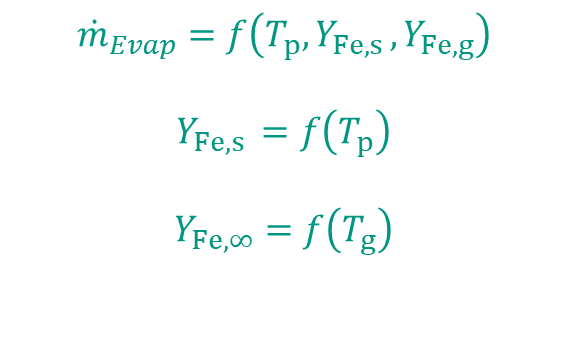 ṁ_Evap = f(T_p, Y_Fe,s , Y_Fe,g)
Y_Fe,s = f(T_p)
Y_Fe,∞ = f(T_g)